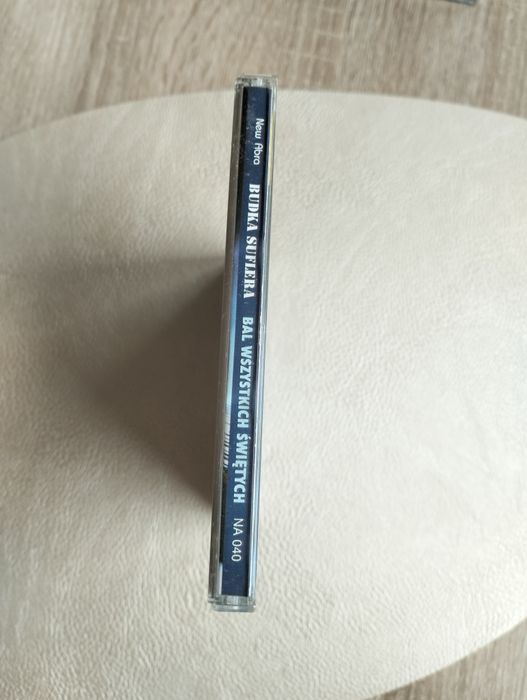 New Abra BUDKA SUFLERA BAL WSZYSTKICH ŚWIĘTYCH NA 040